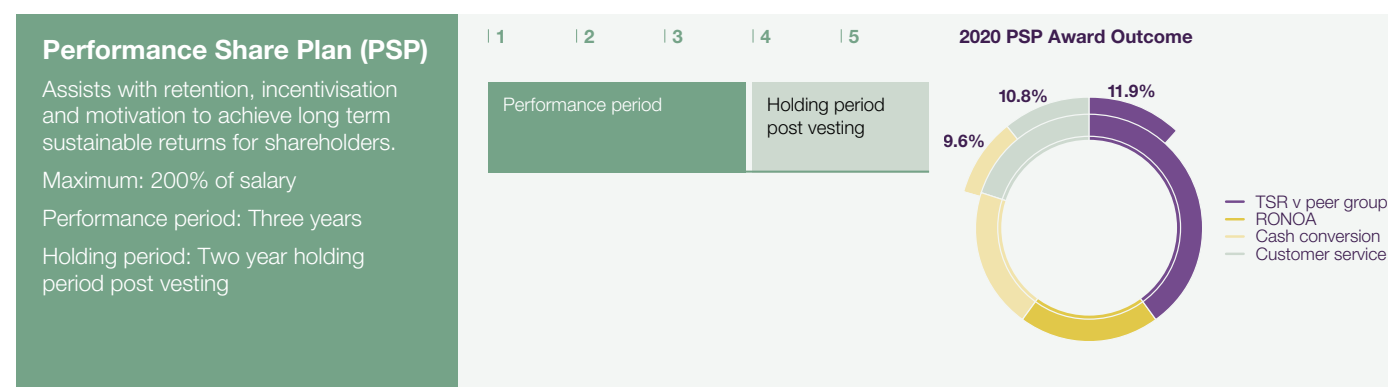 Performance Share Plan (PSP)
Assists with retention, incentivisation
and motivation to achieve long term
sustainable returns for shareholders.
Maximum: 200% of salary
Performance period: Three years
Holding period: Two year holding
period post vesting
1 2 3 4 5
Performance period
Holding period
post vesting
2020 PSP Award Outcome
10.8%
11.9%
9.6%
TSR v peer group
RONOA
Cash conversion
Customer service